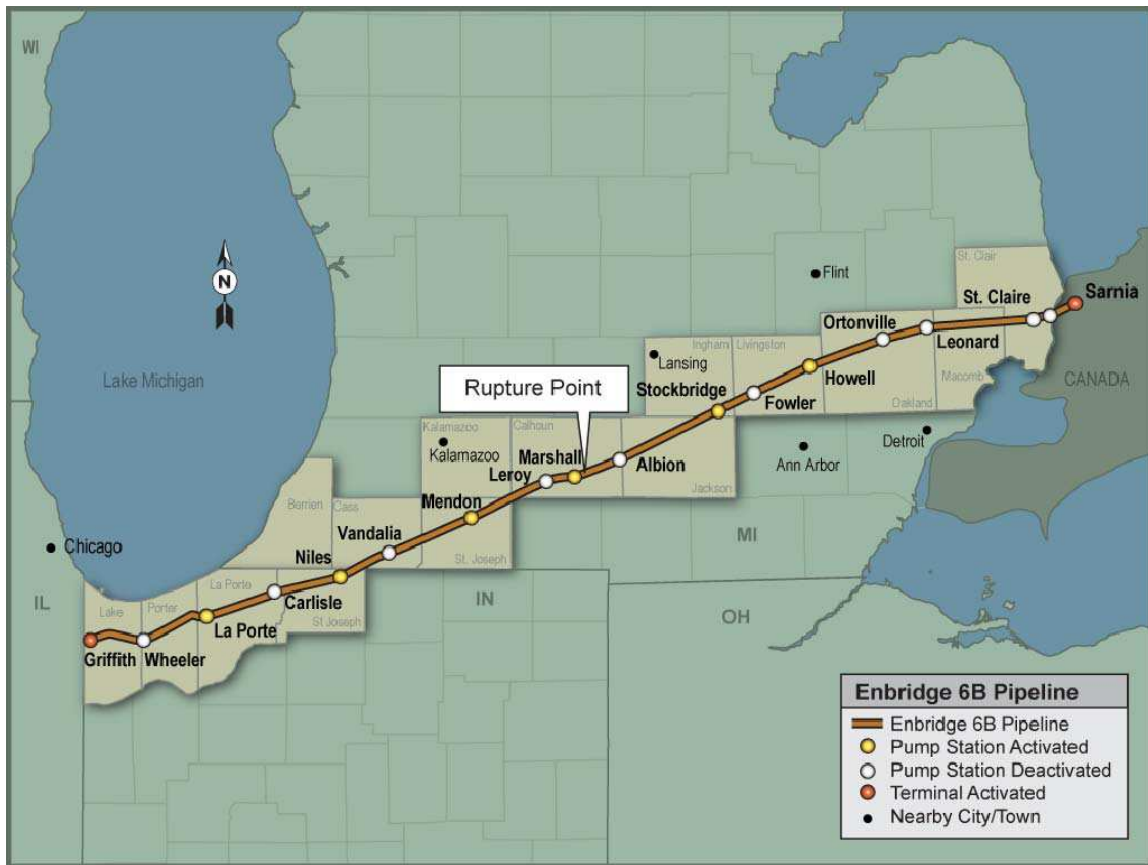 WI
N
Lake Michigan
Flint
St. Clair
St. Claire
Sarnia
Ortonville
Leonard
Ingham
Livingston
Lansing
Howell
Macomb
CANADA
Stockbridge
Fowler
Oakland
Rupture Point
Kalamazoo
Calhoun
Kalamazoo
Marshall
Leroy
Albion
Ann Arbor
Detroit
Jackson
Mendon
Berrien
Cass
Vandalia
MI
Chicago
Niles
St. Joseph
IL
La Porte
IN
Lake
Porter
Carlisle
OH
La Porte
St Joseph
Griffith
Wheeler
Enbridge 6B Pipeline
Enbridge 6B Pipeline
Pump Station Activated
Pump Station Deactivated
Terminal Activated
Nearby City/Town